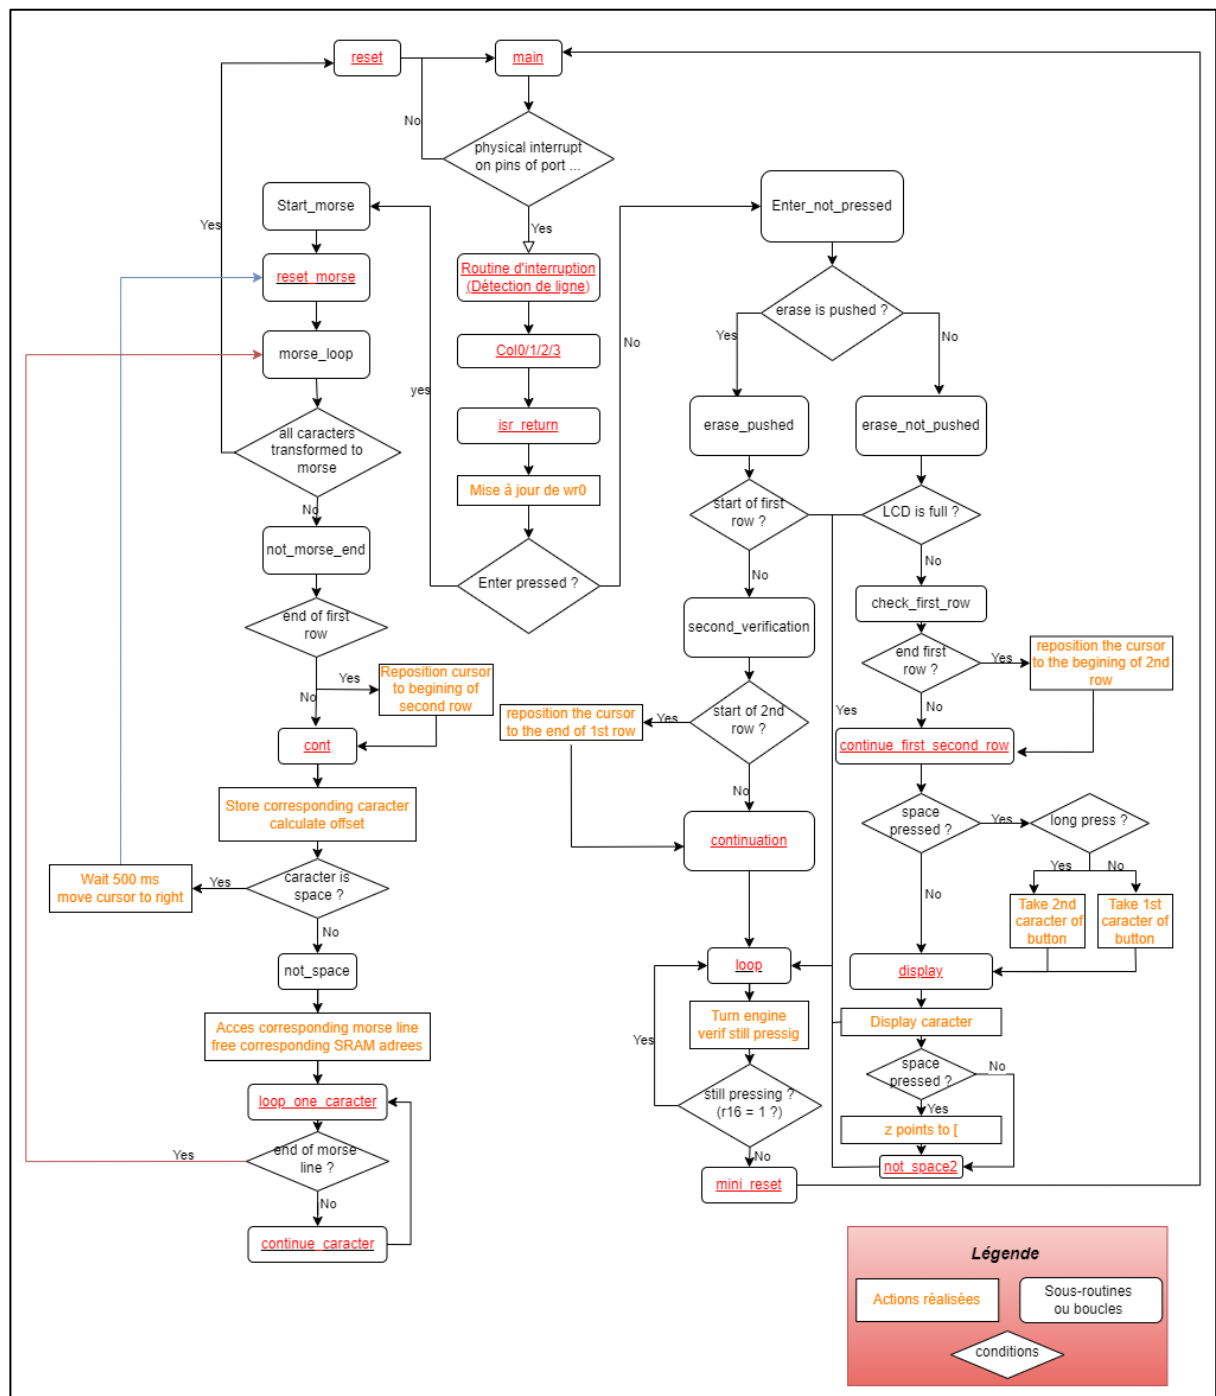 reset
main
No
physical interrupt
on pins of port ...
Yes
Start_morse
Yes
Enter_not_pressed
reset_morse
Routine d'interruption
(Détection de ligne)
erase is pushed ?
Yes
No
morse_loop
Col0/1/2/3
No
yes
all caracters
transformed to
morse
isr_return
erase_pushed
erase_not_pushed
Mise à jour de wr0
No
start of first
row ?
LCD is full ?
not_morse_end
Enter pressed ?
No
No
end of first
row
second_verification
check_first_row
Yes
No
Reposition cursor
to begining of
second row
end first
row ?
Yes
reposition the cursor
to the begining of 2nd
row
reposition the cursor
to the end of 1st row
Yes
start of 2nd
row ?
Yes
No
cont
continue_first_second_row
Store corresponding caracter
calculate offset
No
space
pressed ?
Yes
long press ?
continuation
Wait 500 ms
move cursor to right
Yes
caracter is
space ?
Yes
No
No
No
Take 2nd
caracter of
button
Take 1st
caracter of
button
not_space
loop
display
Acces corresponding morse line
free corresponding SRAM adrees
Turn engine
verif still pressig
Display caracter
Yes
space
pressed ?
No
loop_one_caracter
still pressing ?
(r16 = 1 ?)
Yes
z points to [
Yes
end of morse
line ?
No
not_space2
No
mini_reset
continue_caracter
Légende
Actions réalisées
Sous-routines
ou boucles
conditions